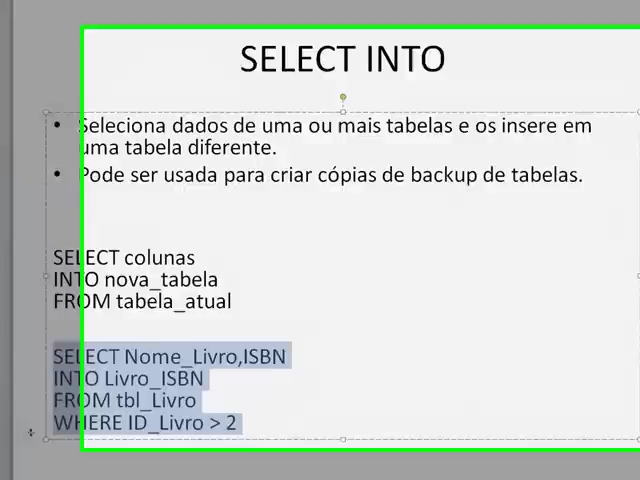 SELECT INTO
• Seleciona dados de uma ou mais tabelas e os insere em
uma tabela diferente.
• Pode ser usada para criar cópias de backup de tabelas.
SELECT colunas
INTO nova_tabela
FROM tabela_atual
SELECT Nome_Livro,ISBN
INTO Livro_ISBN
FROM tbl_Livro
WHERE ID_Livro > 2